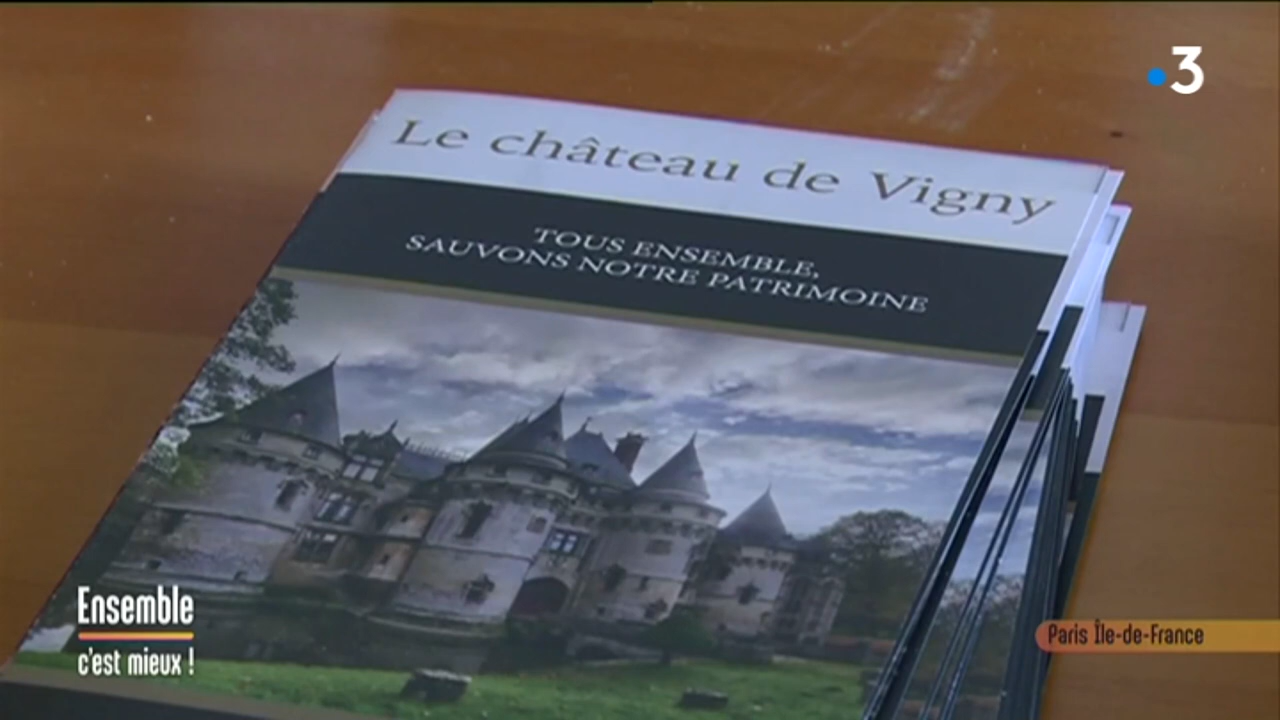 3
Le château de Vigny
TOUS ENSEMBLE,
SAUVONS NOTRE PATRIMOINE
Ensemble
c'est mieux !
Paris Île-de-France